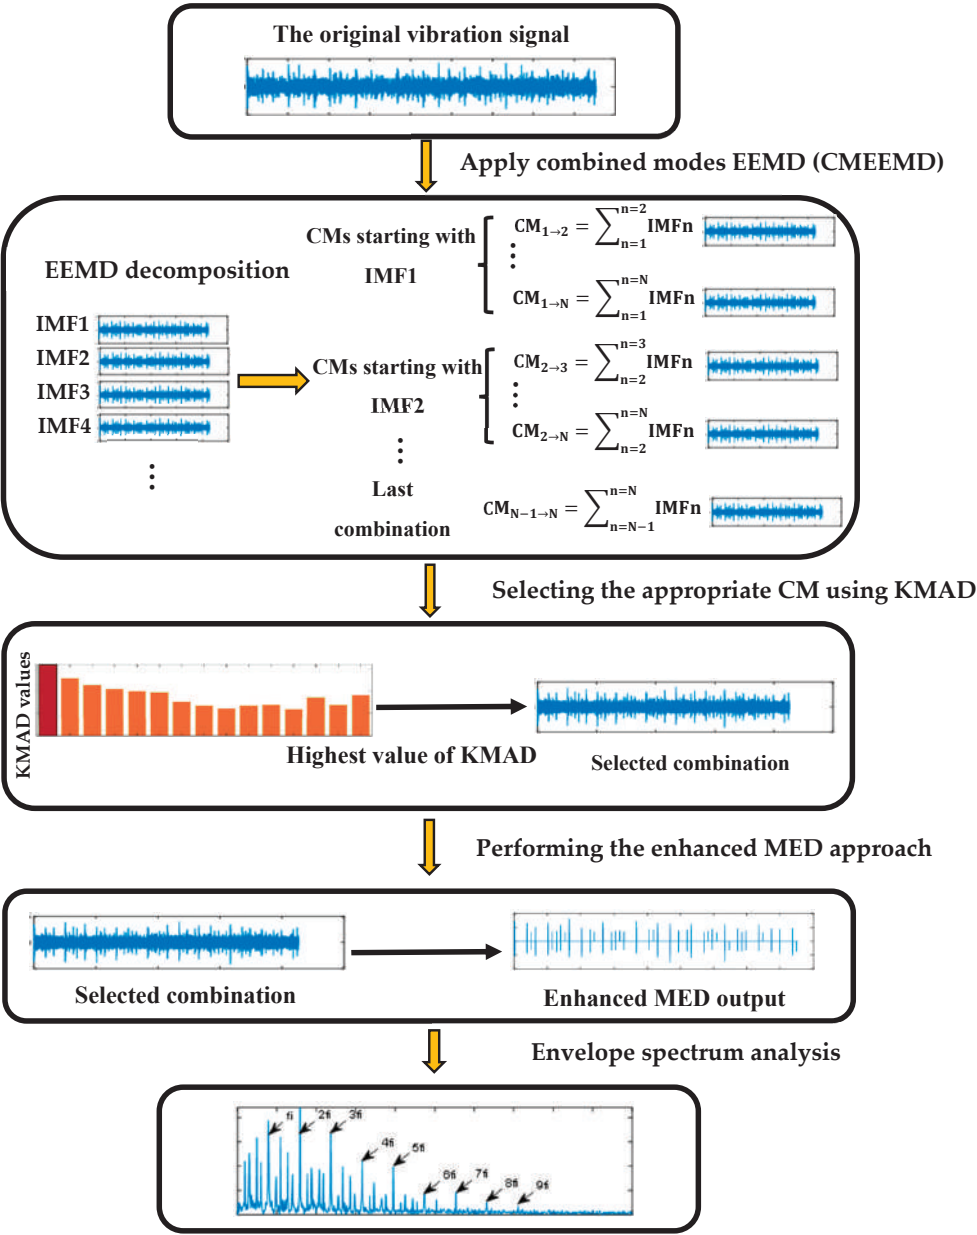 The original vibration signal
Apply combined modes EEMD (CMEEMD)
EEMD decomposition
IMF1
IMF2
IMF3
IMF4
⋮
CMs starting with
IMF1
CM₁→₂ = ∑ₙ₌₁ⁿ⁼² IMFn
⋮
CM₁→N = ∑ₙ₌₁ⁿ⁼ᴺ IMFn
CMs starting with
IMF2
CM₂→₃ = ∑ₙ₌₂ⁿ⁼³ IMFn
⋮
CM₂→N = ∑ₙ₌₂ⁿ⁼ᴺ IMFn
⋮
Last
combination
CM_{N−1→N} = ∑_{n=N−1}^{n=N} IMFn
Selecting the appropriate CM using KMAD
KMAD values
Highest value of KMAD
Selected combination
Performing the enhanced MED approach
Selected combination
Enhanced MED output
Envelope spectrum analysis
fi
2fi
3fi
4fi
5fi
6fi
7fi
8fi
9fi